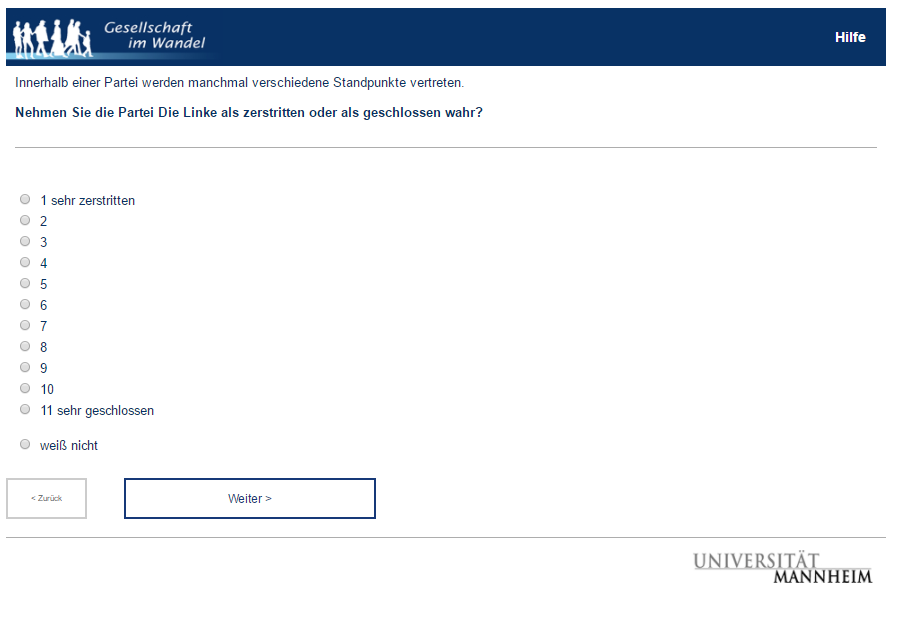 Gesellschaft
im Wandel
Hilfe
Innerhalb einer Partei werden manchmal verschiedene Standpunkte vertreten.
Nehmen Sie die Partei Die Linke als zerstritten oder als geschlossen wahr?
1 sehr zerstritten
2
3
4
5
6
7
8
9
10
11 sehr geschlossen
weiß nicht
< Zurück
Weiter >
UNIVERSITÄT
MANNHEIM